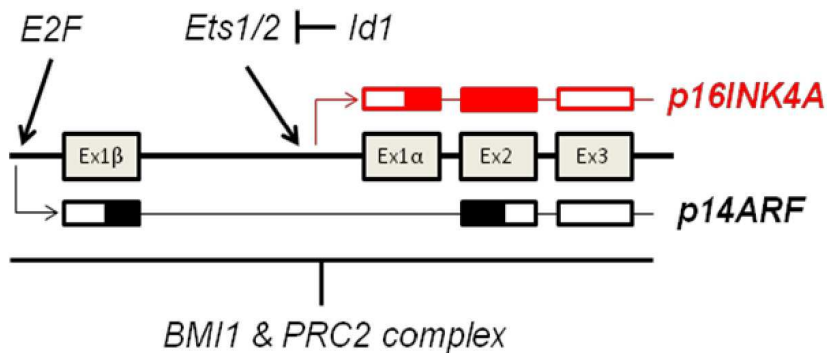 E2F Ets1/2 Id1
p16INK4A
Ex1β Ex1α Ex2 Ex3
p14ARF
BMI1 & PRC2 complex